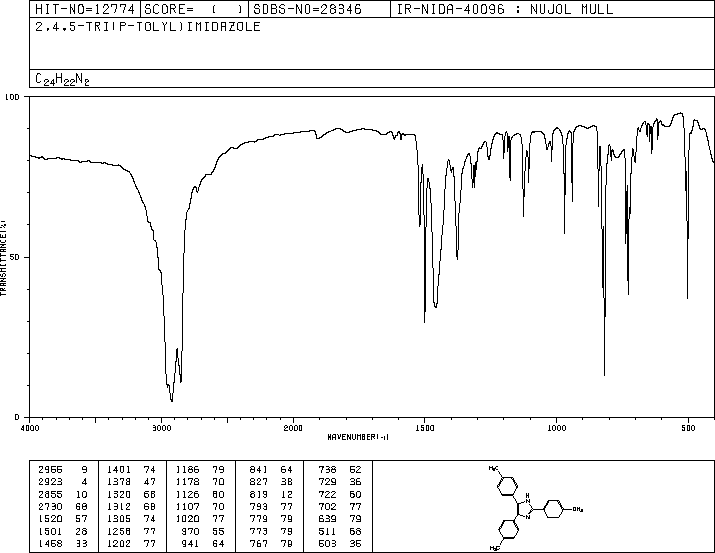 HIT-NO=12774 SCORE= ( ) SDBS-NO=28346 IR-NIDA-40096 : NUJOL MULL
2,4,5-TRI(P-TOLYL)IMIDAZOLE
C24H22N2
100
50
0
TRANSMITTANCE(%)
4000 3000 2000 1500 1000 500
WAVENUMBER(-1)
2966 9 1401 74 1186 79 841 64 738 52
2923 4 1378 47 1178 70 827 38 729 36
2855 10 1320 68 1126 60 819 12 722 60
2730 68 1312 68 1107 70 793 77 702 77
1520 57 1305 74 1020 77 779 79 639 79
1501 28 1258 77 970 55 773 79 511 68
1458 33 1202 77 941 64 767 79 503 35
H3C
H
N
N
CH3
H3C